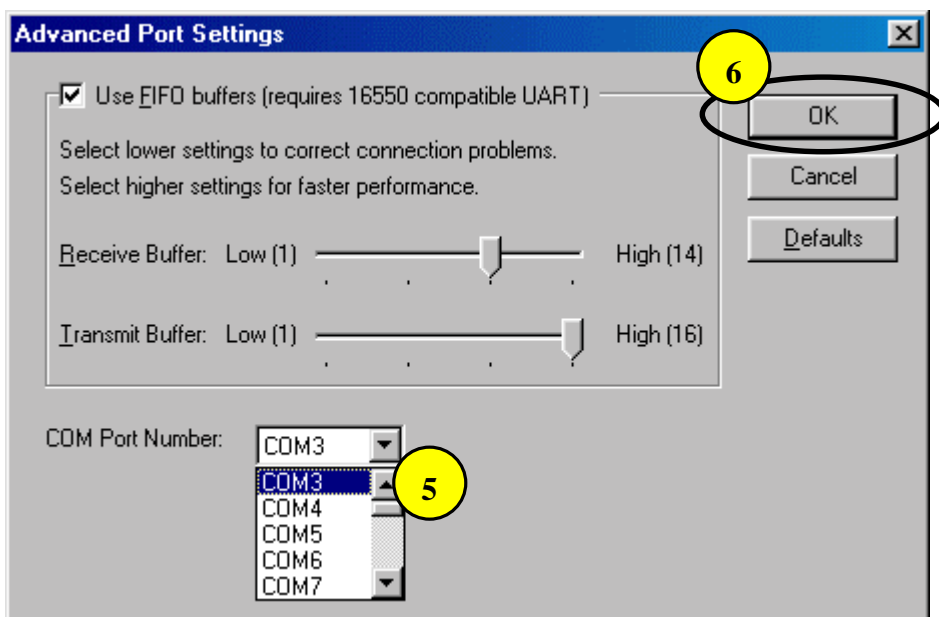 Advanced Port Settings
6
Use FIFO buffers (requires 16550 compatible UART)
OK
Select lower settings to correct connection problems.
Select higher settings for faster performance.
Cancel
Defaults
Receive Buffer: Low (1) High (14)
Transmit Buffer: Low (1) High (16)
COM Port Number: COM3
COM3
5
COM4
COM5
COM6
COM7